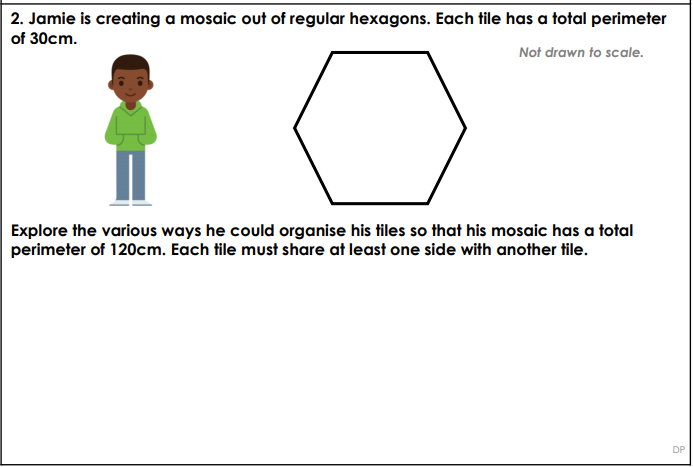 2. Jamie is creating a mosaic out of regular hexagons. Each tile has a total perimeter
of 30cm.
Not drawn to scale.
Explore the various ways he could organise his tiles so that his mosaic has a total
perimeter of 120cm. Each tile must share at least one side with another tile.
DP